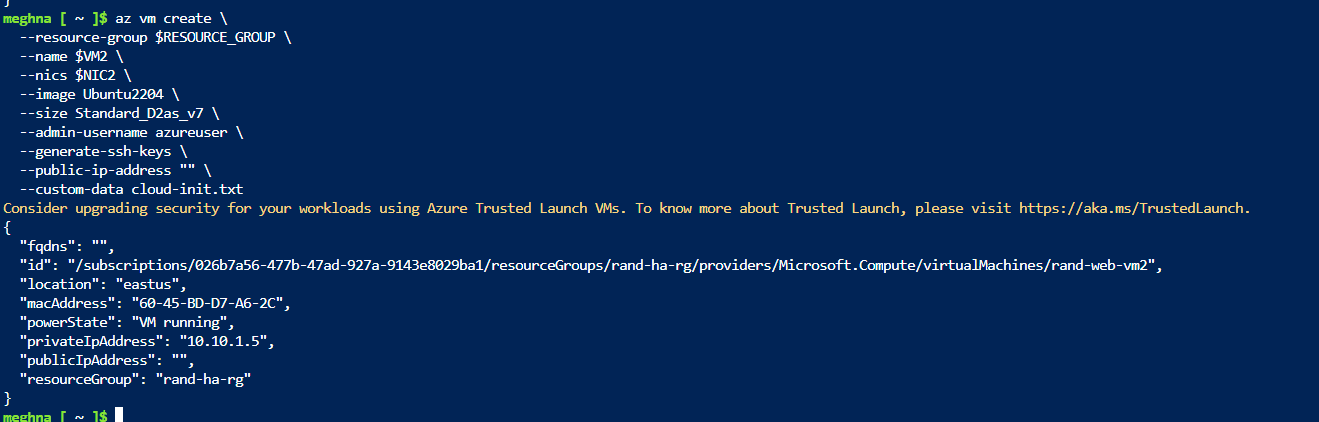 }
meghna [ ~ ]$ az vm create \
  --resource-group $RESOURCE_GROUP \
  --name $VM2 \
  --nics $NIC2 \
  --image Ubuntu2204 \
  --size Standard_D2as_v7 \
  --admin-username azureuser \
  --generate-ssh-keys \
  --public-ip-address "" \
  --custom-data cloud-init.txt
Consider upgrading security for your workloads using Azure Trusted Launch VMs. To know more about Trusted Launch, please visit https://aka.ms/TrustedLaunch.
{
  "fqdns": "",
  "id": "/subscriptions/026b7a56-477b-47ad-927a-9143e8029ba1/resourceGroups/rand-ha-rg/providers/Microsoft.Compute/virtualMachines/rand-web-vm2",
  "location": "eastus",
  "macAddress": "60-45-BD-D7-A6-2C",
  "powerState": "VM running",
  "privateIpAddress": "10.10.1.5",
  "publicIpAddress": "",
  "resourceGroup": "rand-ha-rg"
}
meghna [ ~ ]$